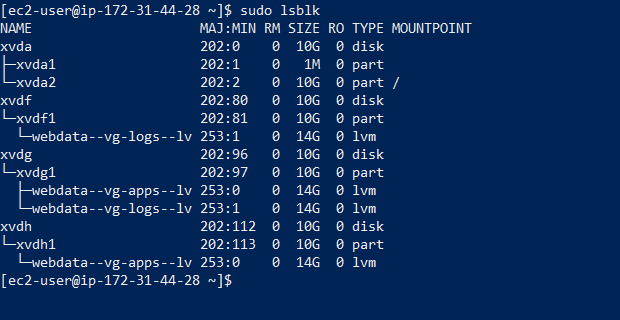 [ec2-user@ip-172-31-44-28 ~]$ sudo lsblk
NAME                    MAJ:MIN RM SIZE RO TYPE MOUNTPOINT
xvda                    202:0    0  10G  0 disk
├─xvda1                 202:1    0   1M  0 part
└─xvda2                 202:2    0  10G  0 part /
xvdf                    202:80   0  10G  0 disk
└─xvdf1                 202:81   0  10G  0 part
  └─webdata--vg-logs--lv 253:1    0  14G  0 lvm
xvdg                    202:96   0  10G  0 disk
└─xvdg1                 202:97   0  10G  0 part
  ├─webdata--vg-apps--lv 253:0    0  14G  0 lvm
  └─webdata--vg-logs--lv 253:1    0  14G  0 lvm
xvdh                    202:112  0  10G  0 disk
└─xvdh1                 202:113  0  10G  0 part
  └─webdata--vg-apps--lv 253:0    0  14G  0 lvm
[ec2-user@ip-172-31-44-28 ~]$